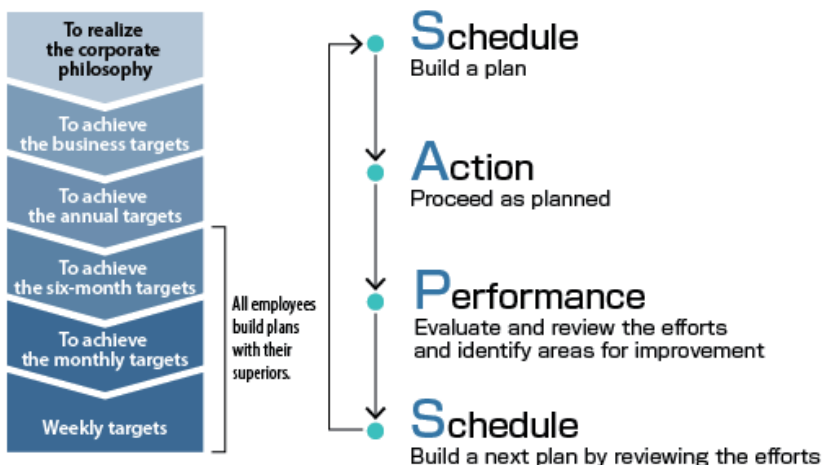 To realize
the corporate
philosophy
To achieve
the business targets
To achieve
the annual targets
To achieve
the six-month targets
To achieve
the monthly targets
Weekly targets
All employees
build plans
with their
superiors.
Schedule
Build a plan
Action
Proceed as planned
Performance
Evaluate and review the efforts
and identify areas for improvement
Schedule
Build a next plan by reviewing the efforts